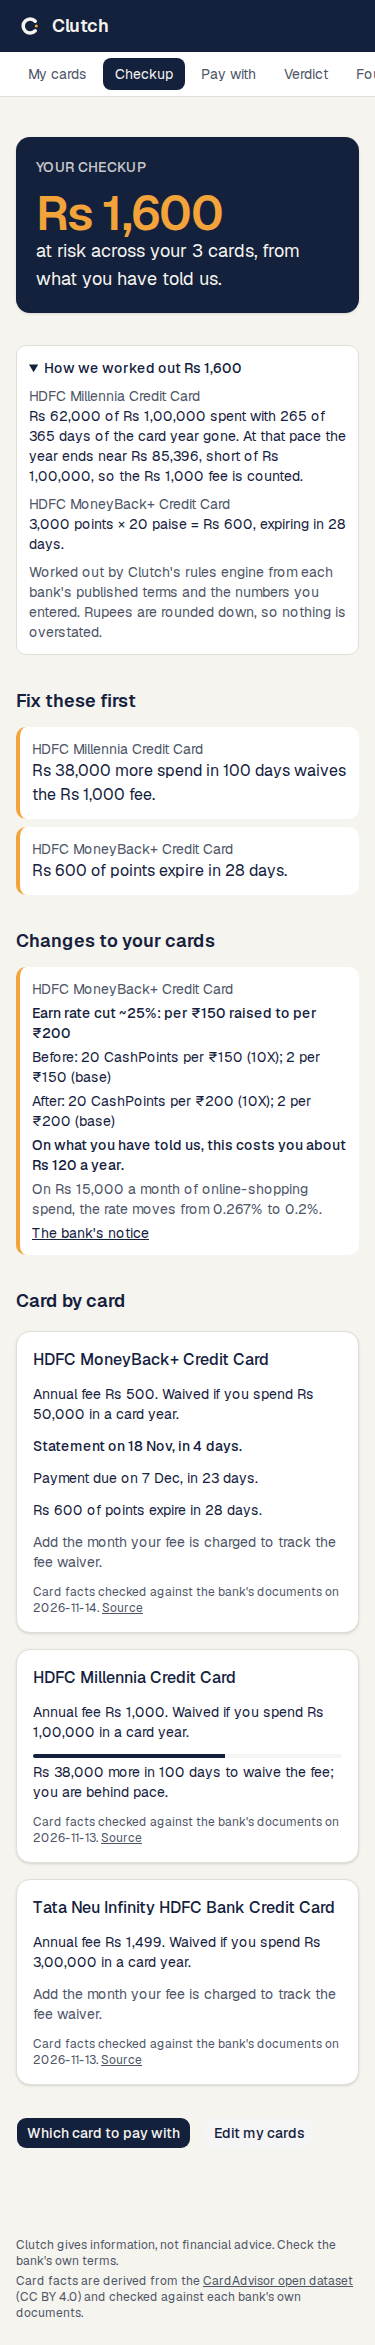 Clutch
My cards
Checkup
Pay with
Verdict
YOUR CHECKUP
Rs 1,600
at risk across your 3 cards, from
what you have told us.
▼ How we worked out Rs 1,600
HDFC Millennia Credit Card
Rs 62,000 of Rs 1,00,000 spent with 265 of
365 days of the card year gone. At that pace the
year ends near Rs 85,396, short of Rs
1,00,000, so the Rs 1,000 fee is counted.
HDFC MoneyBack+ Credit Card
3,000 points × 20 paise = Rs 600, expiring in 28
days.
Worked out by Clutch's rules engine from each
bank's published terms and the numbers you
entered. Rupees are rounded down, so nothing is
overstated.
Fix these first
HDFC Millennia Credit Card
Rs 38,000 more spend in 100 days waives
the Rs 1,000 fee.
HDFC MoneyBack+ Credit Card
Rs 600 of points expire in 28 days.
Changes to your cards
HDFC MoneyBack+ Credit Card
Earn rate cut ~25%: per ₹150 raised to per
₹200
Before: 20 CashPoints per ₹150 (10X); 2 per
₹150 (base)
After: 20 CashPoints per ₹200 (10X); 2 per
₹200 (base)
On what you have told us, this costs you about
Rs 120 a year.
On Rs 15,000 a month of online-shopping
spend, the rate moves from 0.267% to 0.2%.
The bank's notice
Card by card
HDFC MoneyBack+ Credit Card
Annual fee Rs 500. Waived if you spend Rs
50,000 in a card year.
Statement on 18 Nov, in 4 days.
Payment due on 7 Dec, in 23 days.
Rs 600 of points expire in 28 days.
Add the month your fee is charged to track the
fee waiver.
Card facts checked against the bank's documents on
2026-11-14. Source
HDFC Millennia Credit Card
Annual fee Rs 1,000. Waived if you spend Rs
1,00,000 in a card year.
Rs 38,000 more in 100 days to waive the fee;
you are behind pace.
Card facts checked against the bank's documents on
2026-11-13. Source
Tata Neu Infinity HDFC Bank Credit Card
Annual fee Rs 1,499. Waived if you spend Rs
3,00,000 in a card year.
Add the month your fee is charged to track the
fee waiver.
Card facts checked against the bank's documents on
2026-11-13. Source
Which card to pay with
Edit my cards
Clutch gives information, not financial advice. Check the
bank's own terms.
Card facts are derived from the CardAdvisor open dataset
(CC BY 4.0) and checked against each bank's own
documents.